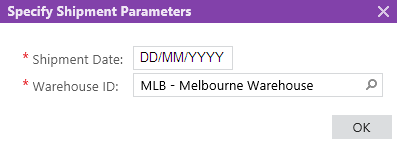 Specify Shipment Parameters
* Shipment Date: DD/MM/YYYY
* Warehouse ID: MLB - Melbourne Warehouse
OK